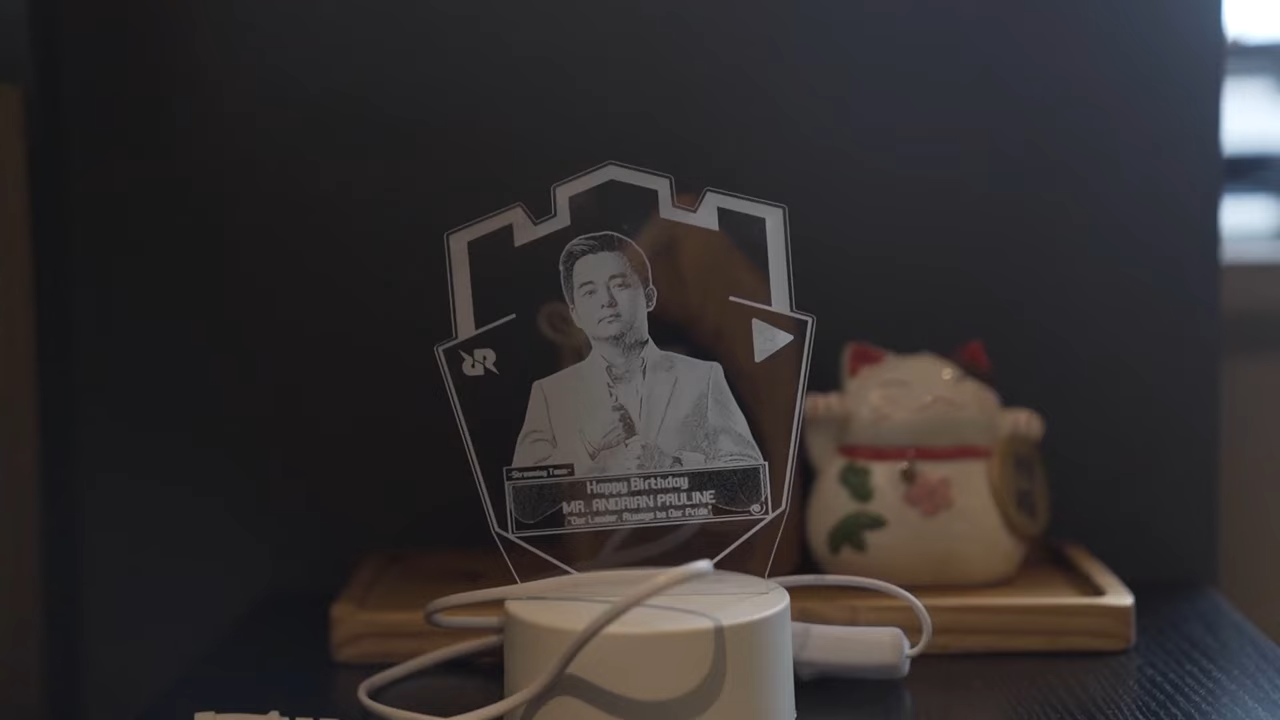 ~Streaming Team~
Happy Birthday
MR. ANDRIAN PAULINE
"Our Leader, Always be Our Pride"